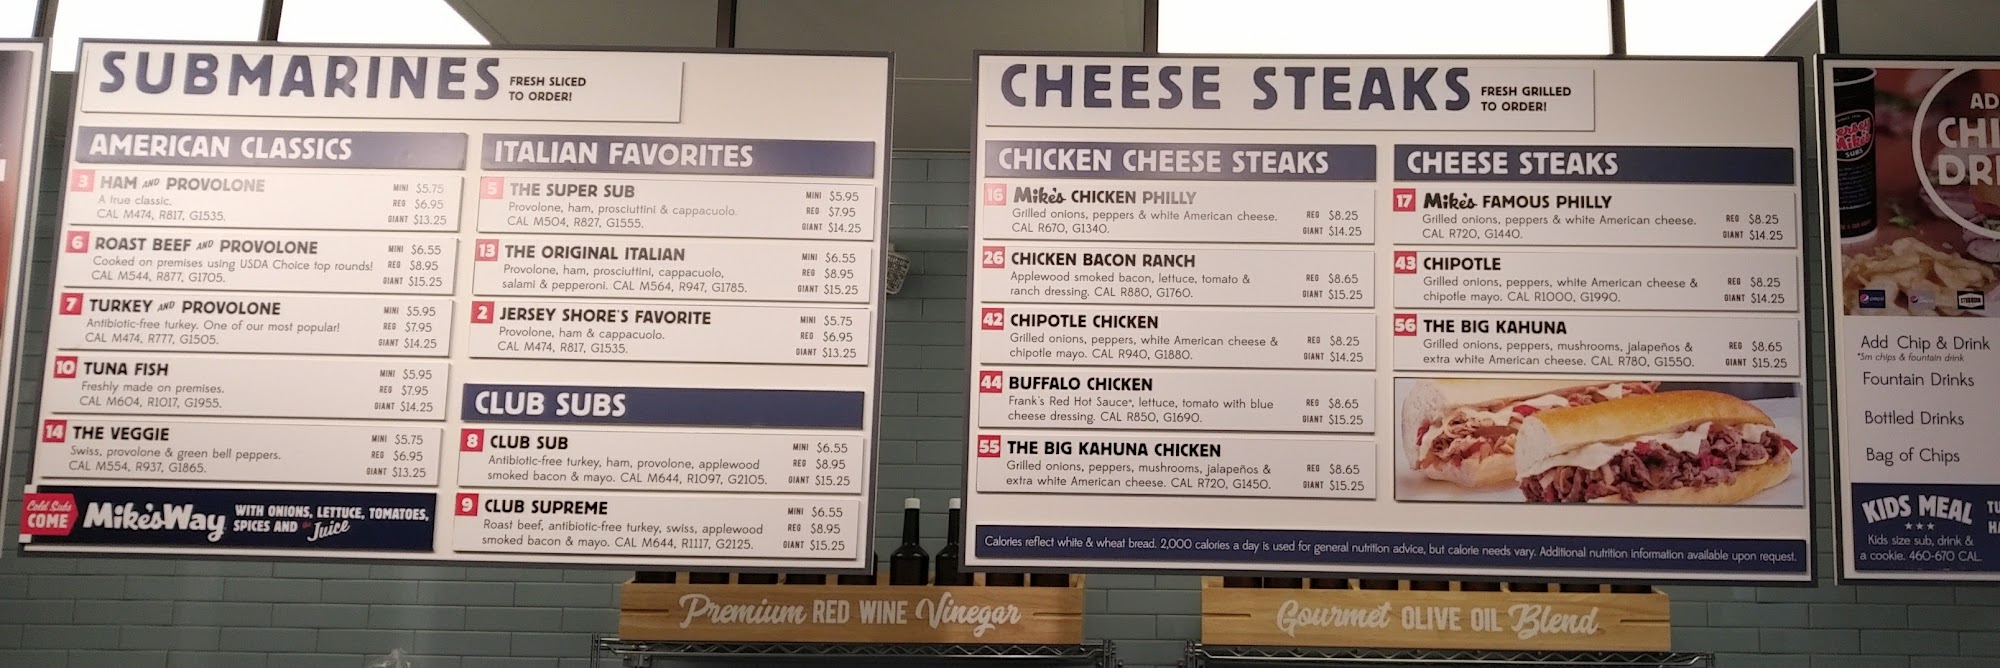 SUBMARINES FRESH SLICED
TO ORDER!
AMERICAN CLASSICS
3 HAM AND PROVOLONE MINI $5.75
A true classic. REG $6.95
CAL M474, R817, G1535. GIANT $13.25
6 ROAST BEEF AND PROVOLONE MINI $6.55
Cooked on premises using USDA Choice top rounds! REG $8.95
CAL M544, R877, G1705. GIANT $15.25
7 TURKEY AND PROVOLONE MINI $5.95
Antibiotic-free turkey. One of our most popular! REG $7.95
CAL M474, R777, G1505. GIANT $14.25
10 TUNA FISH MINI $5.95
Freshly made on premises. REG $7.95
CAL M604, R1017, G1955. GIANT $14.25
14 THE VEGGIE MINI $5.75
Swiss, provolone & green bell peppers. REG $6.95
CAL M554, R937, G1865. GIANT $13.25
Cold Subs
COME Mike's Way WITH ONIONS, LETTUCE, TOMATOES,
SPICES AND the Juice
ITALIAN FAVORITES
5 THE SUPER SUB MINI $5.95
Provolone, ham, prosciuttini & cappacuolo. REG $7.95
CAL M504, R827, G1555. GIANT $14.25
13 THE ORIGINAL ITALIAN MINI $6.55
Provolone, ham, prosciuttini, cappacuolo, REG $8.95
salami & pepperoni. CAL M564, R947, G1785. GIANT $15.25
2 JERSEY SHORE'S FAVORITE MINI $5.75
Provolone, ham & cappacuolo. REG $6.95
CAL M474, R817, G1535. GIANT $13.25
CLUB SUBS
8 CLUB SUB MINI $6.55
Antibiotic-free turkey, ham, provolone, applewood REG $8.95
smoked bacon & mayo. CAL M644, R1097, G2105. GIANT $15.25
9 CLUB SUPREME MINI $6.55
Roast beef, antibiotic-free turkey, swiss, applewood REG $8.95
smoked bacon & mayo. CAL M644, R1117, G2125. GIANT $15.25
CHEESE STEAKS FRESH GRILLED
TO ORDER!
CHICKEN CHEESE STEAKS
16 Mike's CHICKEN PHILLY
Grilled onions, peppers & white American cheese. REG $8.25
CAL R670, G1340. GIANT $14.25
26 CHICKEN BACON RANCH
Applewood smoked bacon, lettuce, tomato & REG $8.65
ranch dressing. CAL R880, G1760. GIANT $15.25
42 CHIPOTLE CHICKEN
Grilled onions, peppers, white American cheese & REG $8.25
chipotle mayo. CAL R940, G1880. GIANT $14.25
44 BUFFALO CHICKEN
Frank's Red Hot Sauce®, lettuce, tomato with blue REG $8.65
cheese dressing. CAL R850, G1690. GIANT $15.25
55 THE BIG KAHUNA CHICKEN
Grilled onions, peppers, mushrooms, jalapeños & REG $8.65
extra white American cheese. CAL R720, G1450. GIANT $15.25
CHEESE STEAKS
17 Mike's FAMOUS PHILLY
Grilled onions, peppers & white American cheese. REG $8.25
CAL R720, G1440. GIANT $14.25
43 CHIPOTLE
Grilled onions, peppers, white American cheese & REG $8.25
chipotle mayo. CAL R1000, G1990. GIANT $14.25
56 THE BIG KAHUNA
Grilled onions, peppers, mushrooms, jalapeños & REG $8.65
extra white American cheese. CAL R780, G1550. GIANT $15.25
Calories reflect white & wheat bread. 2,000 calories a day is used for general nutrition advice, but calorie needs vary. Additional nutrition information available upon request.
AD
CHI
DRI
JERSEY
Mike's
SUBS
pepsi
Add Chip & Drink
*Sm chips & fountain drink
Fountain Drinks
Bottled Drinks
Bag of Chips
KIDS MEAL TU
HA
Kids size sub, drink &
a cookie. 460-670 CAL.
Premium RED WINE Vinegar
Gourmet OLIVE OIL Blend